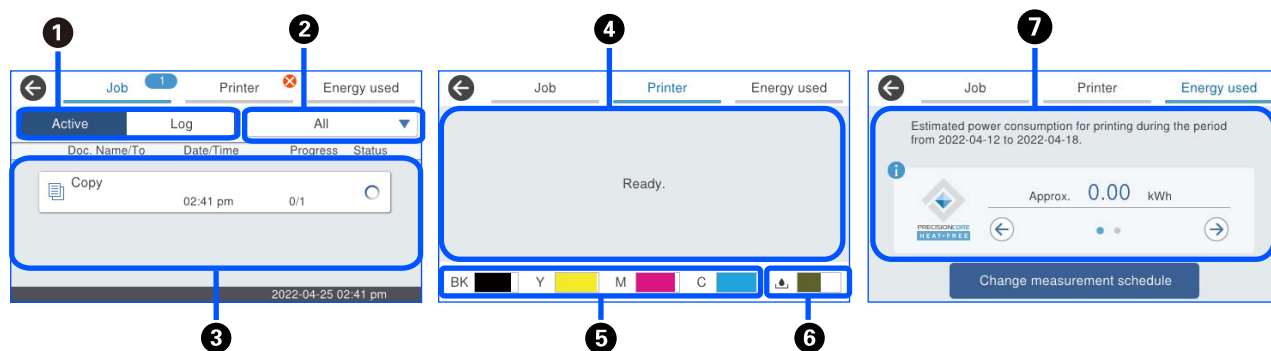 1
2
4
7
Job
1
Printer
Energy used
Active
Log
All
Doc. Name/To
Date/Time
Progress
Status
Copy
02:41 pm
0/1
2022-04-25 02:41 pm
3
Job
Printer
Energy used
Ready.
BK
Y
M
C
5
6
Job
Printer
Energy used
Estimated power consumption for printing during the period
from 2022-04-12 to 2022-04-18.
i
PRECISIONCORE
HEAT-FREE
Approx. 0.00 kWh
Change measurement schedule